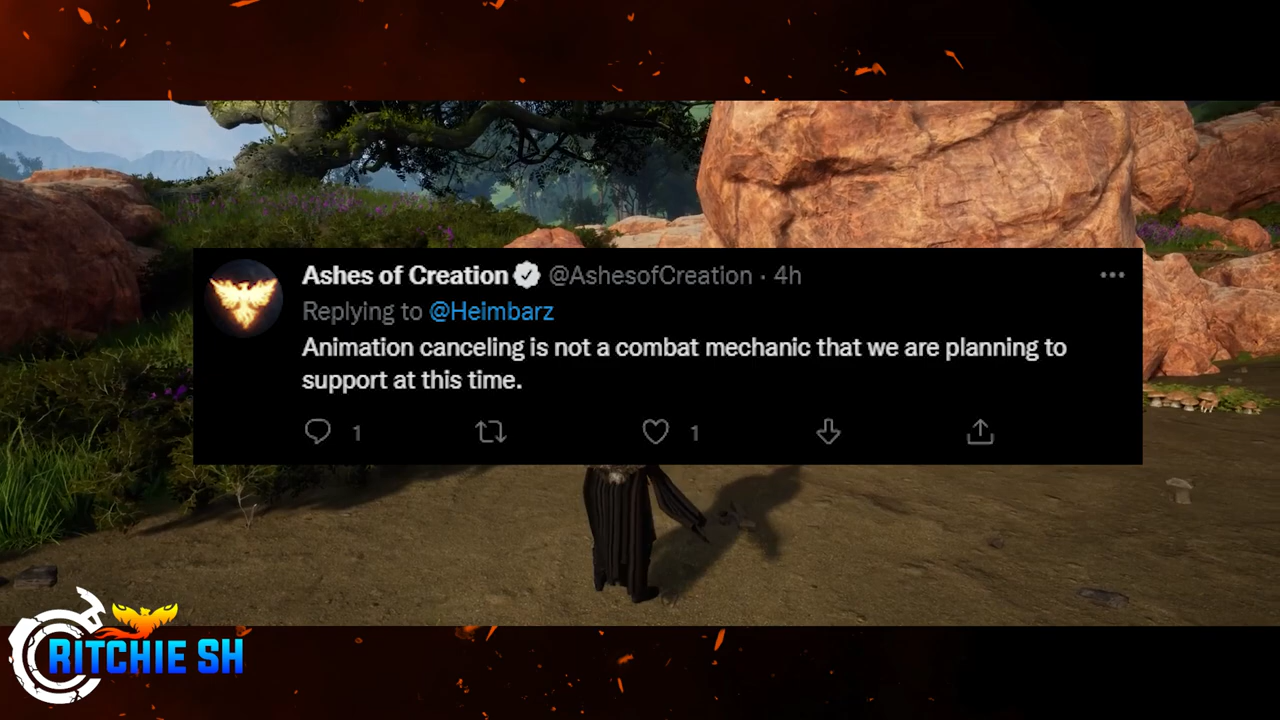 Ashes of Creation @AshesofCreation · 4h
Replying to @Heimbarz
Animation canceling is not a combat mechanic that we are planning to
support at this time.
1 1
RITCHIE SH